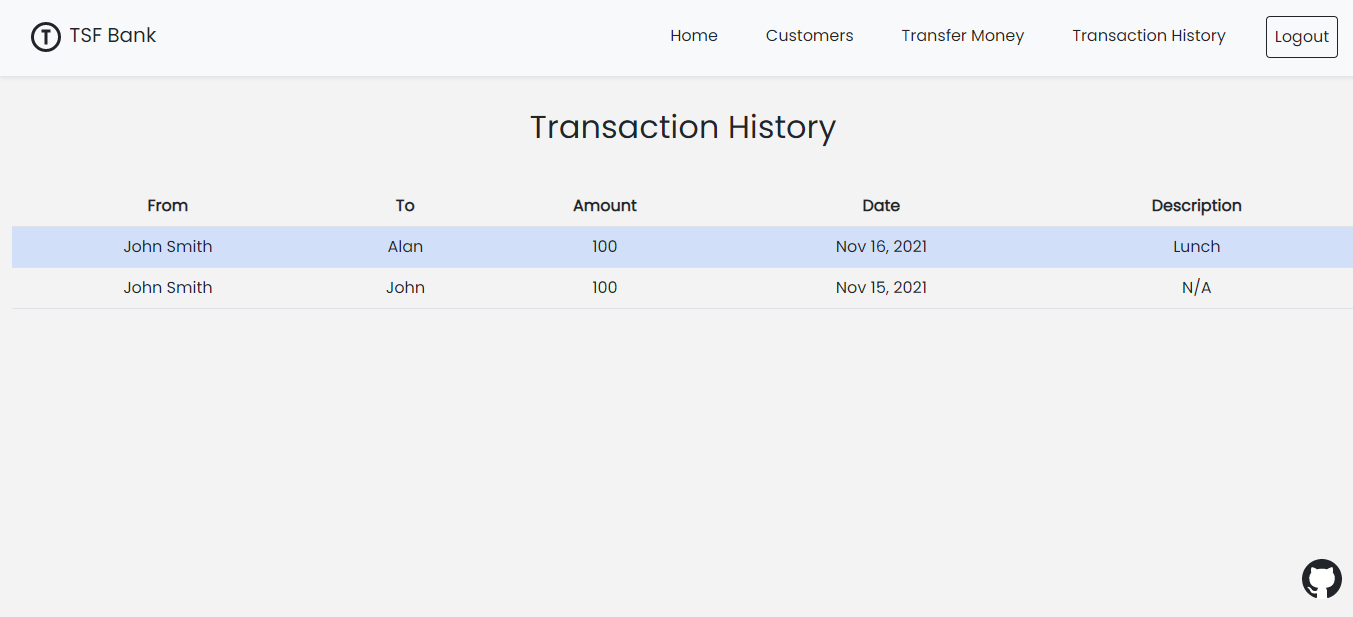 T TSF Bank Home Customers Transfer Money Transaction History Logout
Transaction History
From To Amount Date Description
John Smith Alan 100 Nov 16, 2021 Lunch
John Smith John 100 Nov 15, 2021 N/A